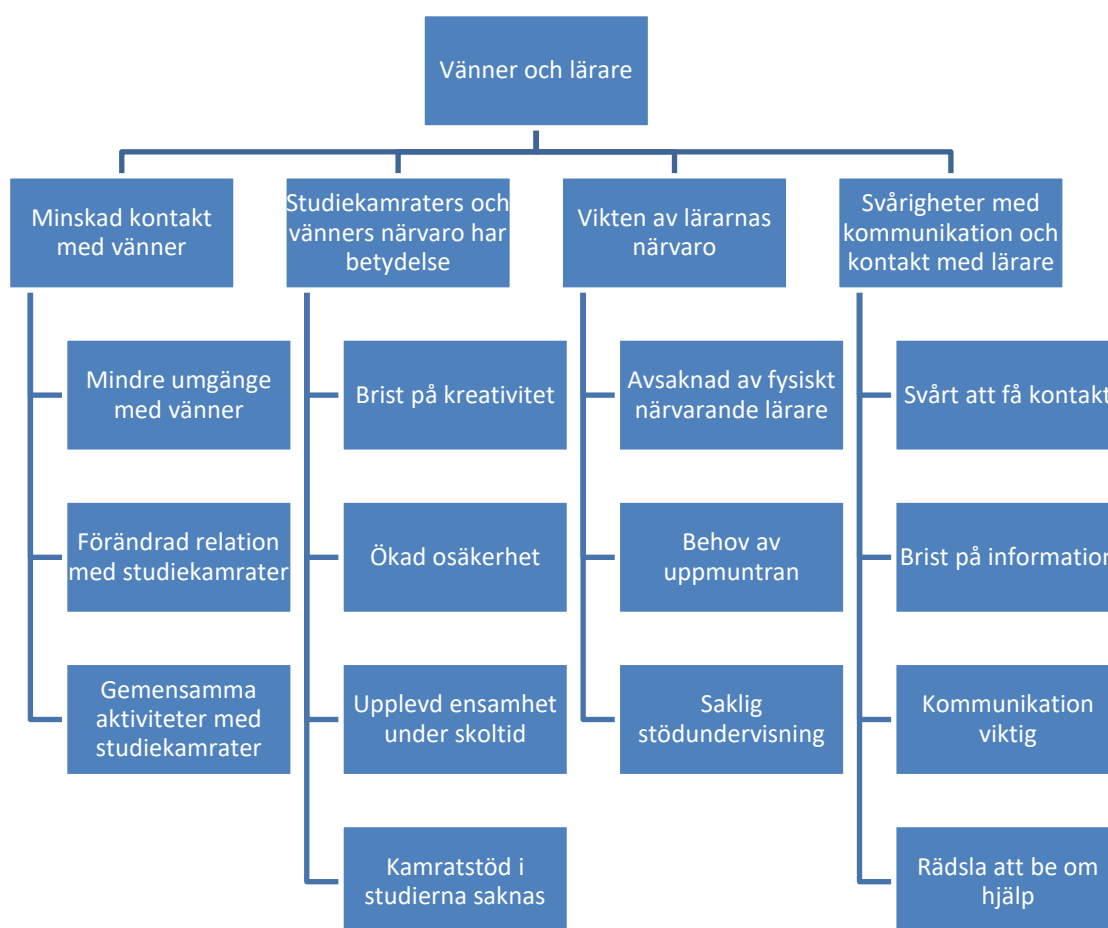 Vänner och lärare
Minskad kontakt
med vänner
Studiekamraters och
vänners närvaro har
betydelse
Vikten av lärarnas
närvaro
Svårigheter med
kommunikation och
kontakt med lärare
Mindre umgänge
med vänner
Förändrad relation
med studiekamrater
Gemensamma
aktiviteter med
studiekamrater
Brist på kreativitet
Ökad osäkerhet
Upplevd ensamhet
under skoltid
Kamratstöd i
studierna saknas
Avsaknad av fysiskt
närvarande lärare
Behov av
uppmuntran
Saklig
stödundervisning
Svårt att få kontakt
Brist på information
Kommunikation
viktig
Rädsla att be om
hjälp